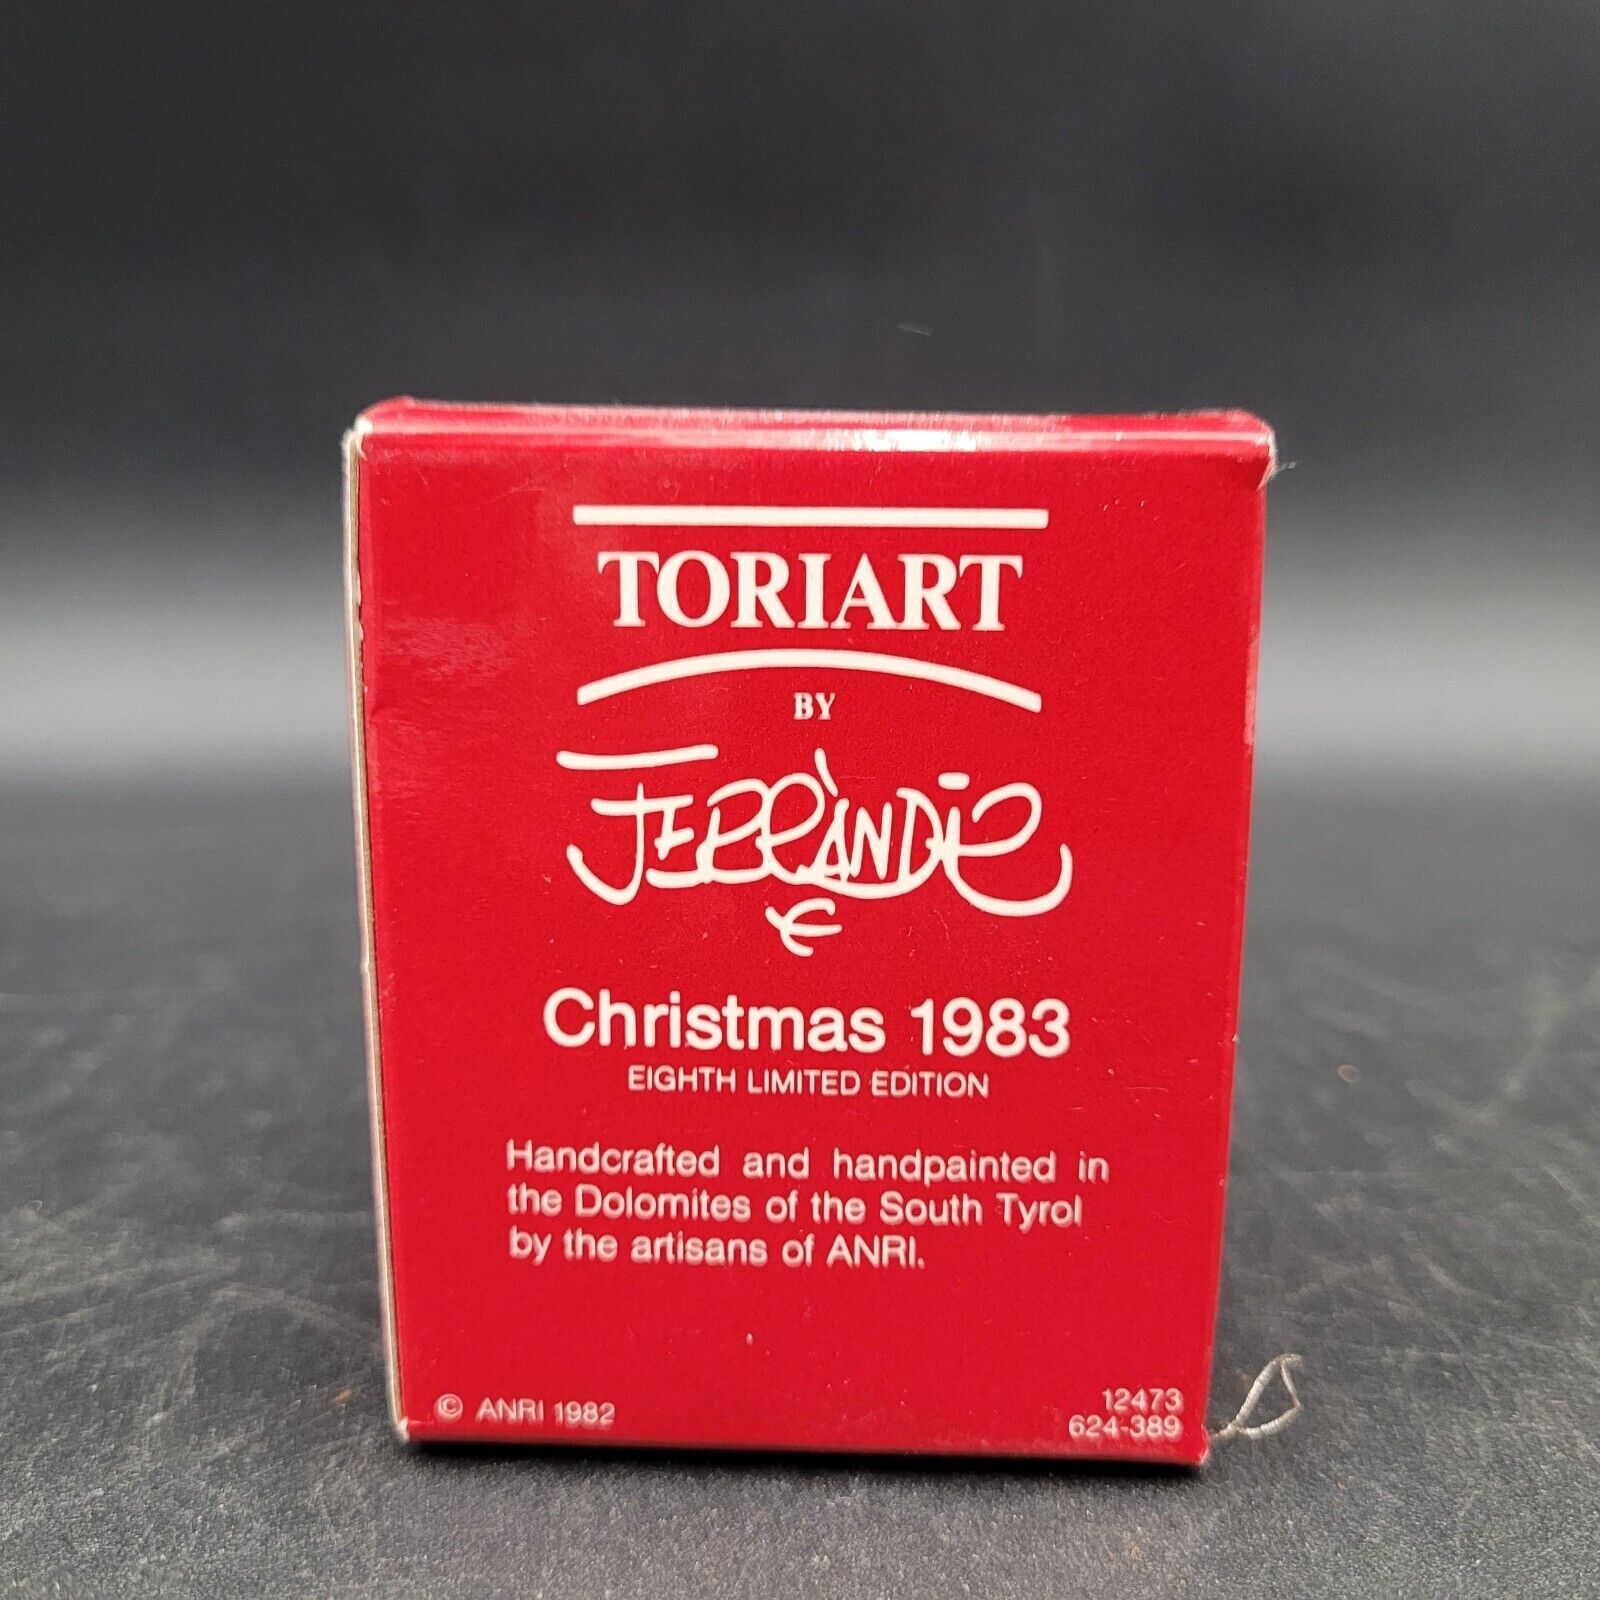 TORIART
BY
FERRÀNDIZ
Christmas 1983
EIGHTH LIMITED EDITION
Handcrafted and handpainted in
the Dolomites of the South Tyrol
by the artisans of ANRI.
© ANRI 1982
12473
624-389